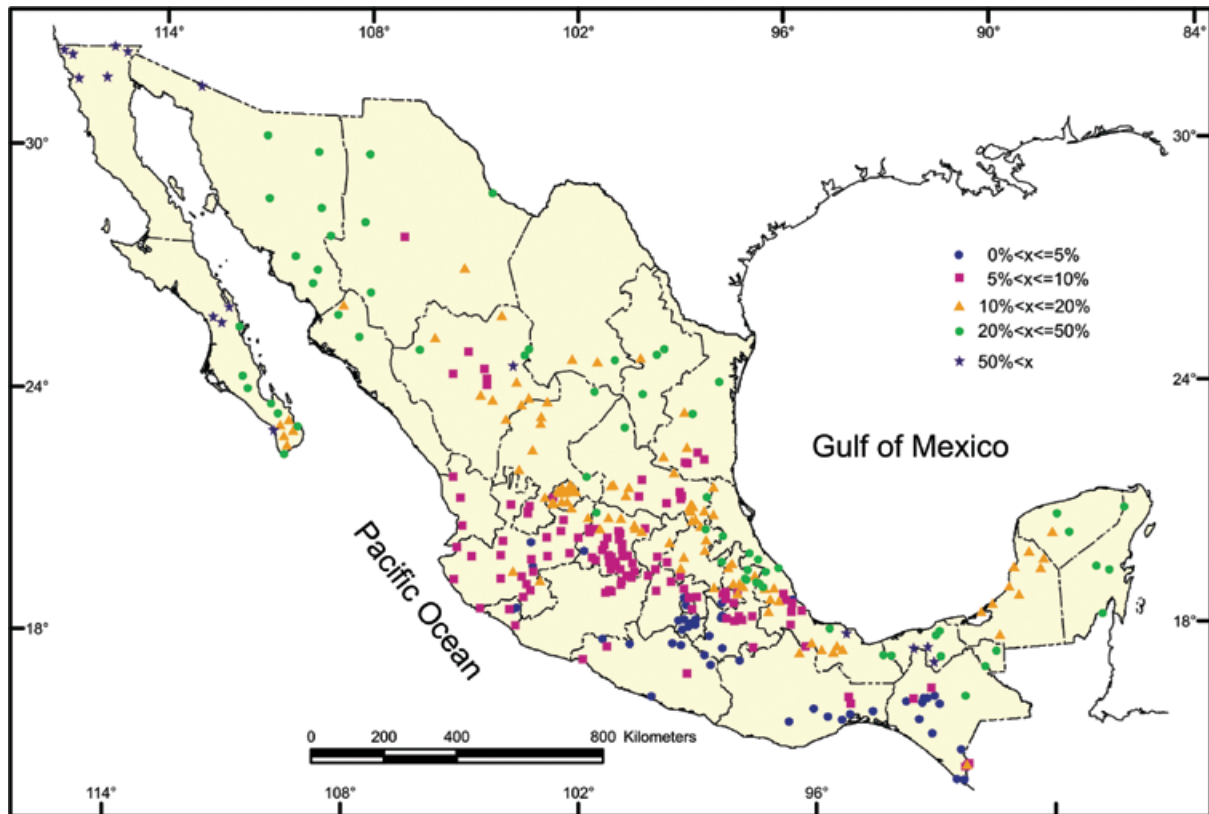 114° 108° 102° 96° 90° 84°
30° 30°
0%<x<=5%
5%<x<=10%
10%<x<=20%
20%<x<=50%
50%<x
24° 24°
Gulf of Mexico
Pacific Ocean
18° 18°
0 200 400 800 Kilometers
114° 108° 102° 96°